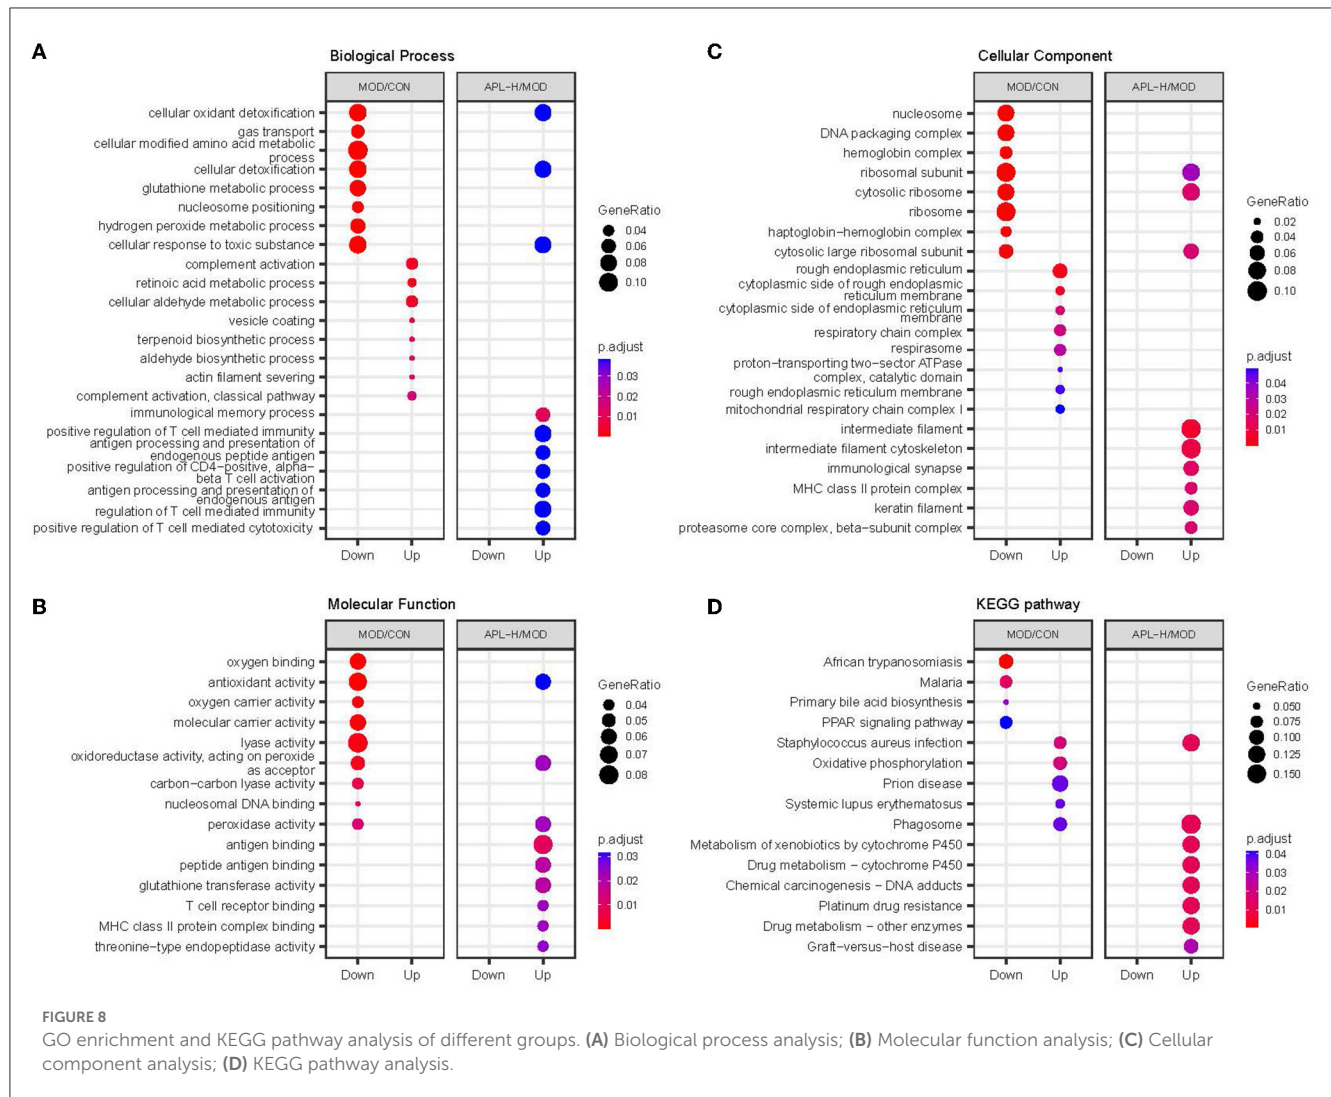 A
Biological Process
MOD/CON
APL-H/MOD
cellular oxidant detoxification
gas transport
cellular modified amino acid metabolic
process
cellular detoxification
glutathione metabolic process
nucleosome positioning
hydrogen peroxide metabolic process
cellular response to toxic substance
complement activation
retinoic acid metabolic process
cellular aldehyde metabolic process
vesicle coating
terpenoid biosynthetic process
aldehyde biosynthetic process
actin filament severing
complement activation, classical pathway
immunological memory process
positive regulation of T cell mediated immunity
antigen processing and presentation of
endogenous peptide antigen
positive regulation of CD4-positive, alpha-
beta T cell activation
antigen processing and presentation of
endogenous antigen
regulation of T cell mediated immunity
positive regulation of T cell mediated cytotoxicity
Down
Up
Down
Up
GeneRatio
0.04
0.06
0.08
0.10
p.adjust
0.03
0.02
0.01
C
Cellular Component
MOD/CON
APL-H/MOD
nucleosome
DNA packaging complex
hemoglobin complex
ribosomal subunit
cytosolic ribosome
ribosome
haptoglobin-hemoglobin complex
cytosolic large ribosomal subunit
rough endoplasmic reticulum
cytoplasmic side of rough endoplasmic
reticulum membrane
cytoplasmic side of endoplasmic reticulum
membrane
respiratory chain complex
respirasome
proton-transporting two-sector ATPase
complex, catalytic domain
rough endoplasmic reticulum membrane
mitochondrial respiratory chain complex I
intermediate filament
intermediate filament cytoskeleton
immunological synapse
MHC class II protein complex
keratin filament
proteasome core complex, beta-subunit complex
Down
Up
Down
Up
GeneRatio
0.02
0.04
0.06
0.08
0.10
p.adjust
0.04
0.03
0.02
0.01
B
Molecular Function
MOD/CON
APL-H/MOD
oxygen binding
antioxidant activity
oxygen carrier activity
molecular carrier activity
lyase activity
oxidoreductase activity, acting on peroxide
as acceptor
carbon-carbon lyase activity
nucleosomal DNA binding
peroxidase activity
antigen binding
peptide antigen binding
glutathione transferase activity
T cell receptor binding
MHC class II protein complex binding
threonine-type endopeptidase activity
Down
Up
Down
Up
GeneRatio
0.04
0.05
0.06
0.07
0.08
p.adjust
0.03
0.02
0.01
D
KEGG pathway
MOD/CON
APL-H/MOD
African trypanosomiasis
Malaria
Primary bile acid biosynthesis
PPAR signaling pathway
Staphylococcus aureus infection
Oxidative phosphorylation
Prion disease
Systemic lupus erythematosus
Phagosome
Metabolism of xenobiotics by cytochrome P450
Drug metabolism - cytochrome P450
Chemical carcinogenesis - DNA adducts
Platinum drug resistance
Drug metabolism - other enzymes
Graft-versus-host disease
Down
Up
Down
Up
GeneRatio
0.050
0.075
0.100
0.125
0.150
p.adjust
0.04
0.03
0.02
0.01
FIGURE 8
GO enrichment and KEGG pathway analysis of different groups. (A) Biological process analysis; (B) Molecular function analysis; (C) Cellular
component analysis; (D) KEGG pathway analysis.